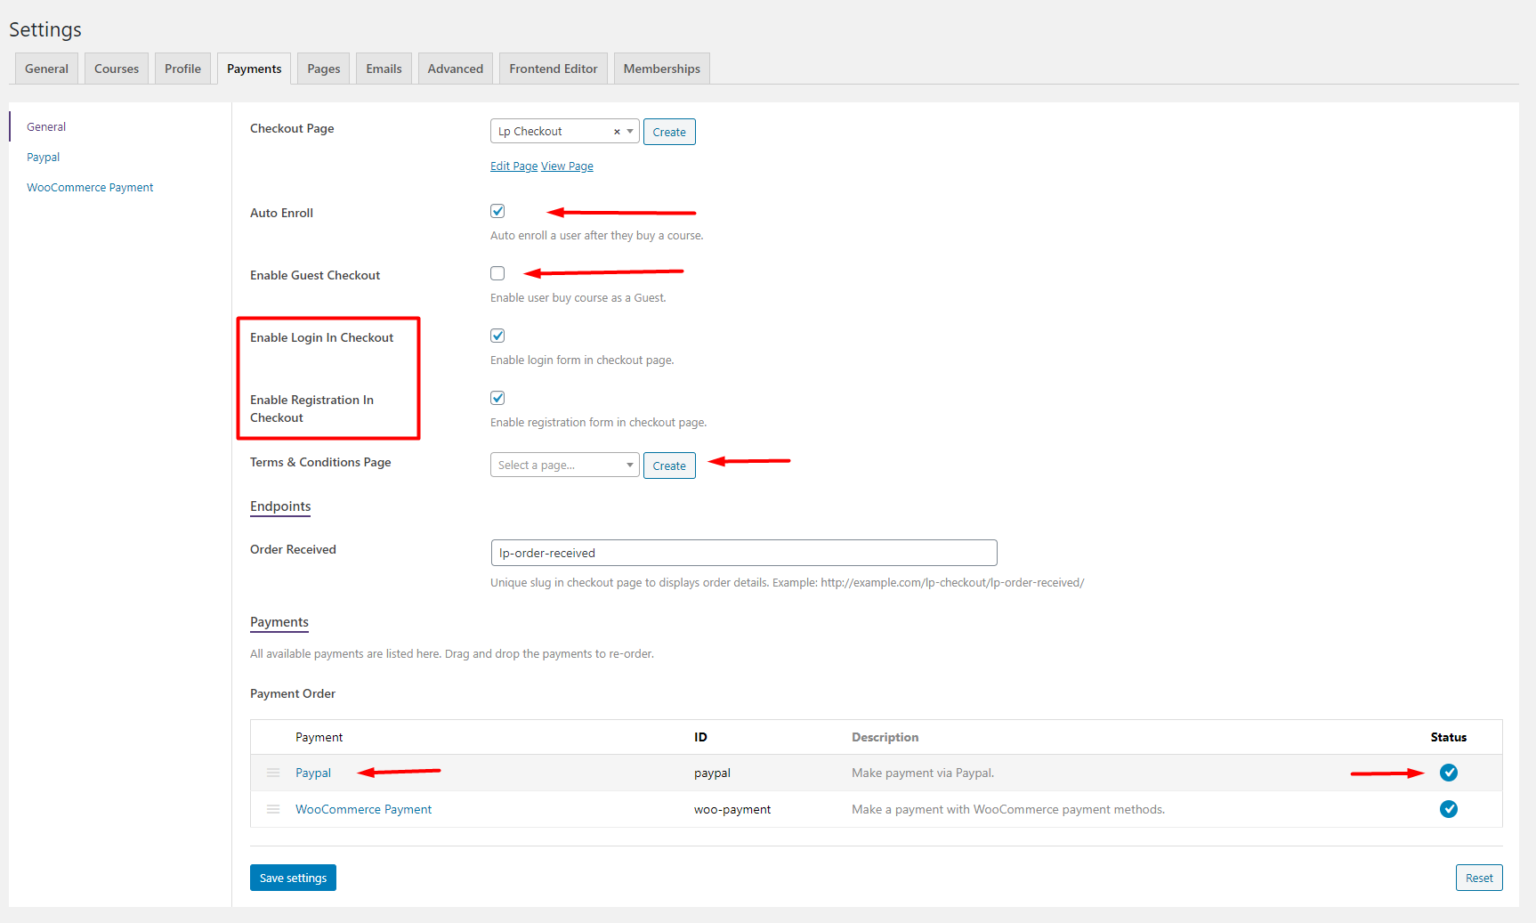 Settings
General Courses Profile Payments Pages Emails Advanced Frontend Editor Memberships
General
Paypal
WooCommerce Payment
Checkout Page
Lp Checkout × Create
Edit Page View Page
Auto Enroll
Auto enroll a user after they buy a course.
Enable Guest Checkout
Enable user buy course as a Guest.
Enable Login In Checkout
Enable login form in checkout page.
Enable Registration In
Checkout
Enable registration form in checkout page.
Terms & Conditions Page
Select a page... Create
Endpoints
Order Received
lp-order-received
Unique slug in checkout page to displays order details. Example: http://example.com/lp-checkout/lp-order-received/
Payments
All available payments are listed here. Drag and drop the payments to re-order.
Payment Order
Payment ID Description Status
Paypal paypal Make payment via Paypal.
WooCommerce Payment woo-payment Make a payment with WooCommerce payment methods.
Save settings Reset